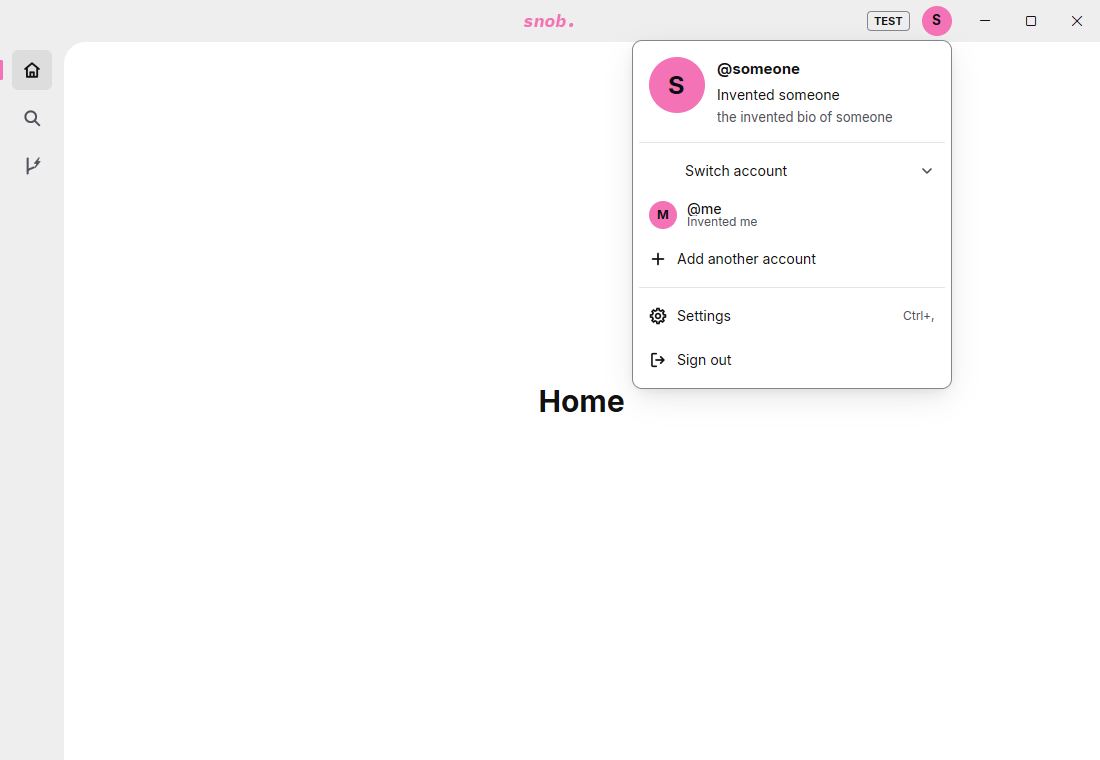 snob.
TEST
S
S
@someone
Invented someone
the invented bio of someone
Switch account
M
@me
Invented me
Add another account
Settings
Ctrl+,
Sign out
Home